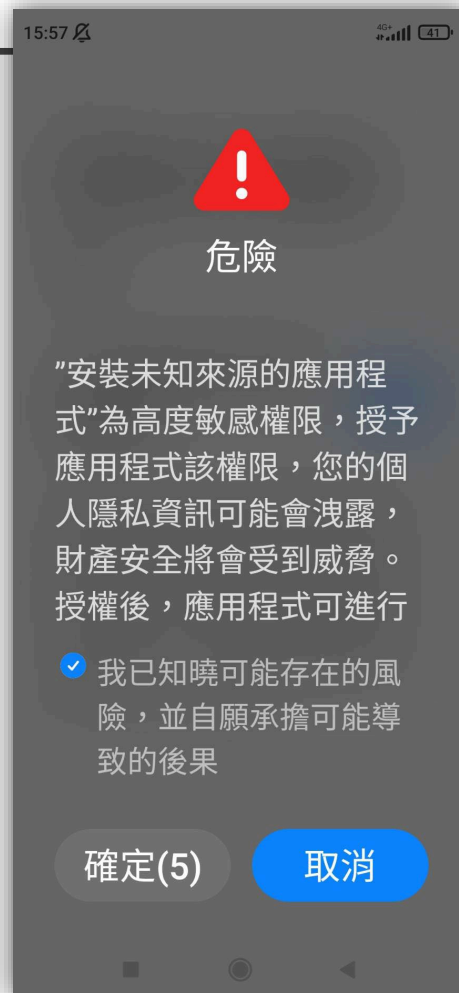 15:57
4G+
41
危險
”安裝未知來源的應用程
式”為高度敏感權限，授予
應用程式該權限，您的個
人隱私資訊可能會洩露，
財產安全將會受到威脅。
授權後，應用程式可進行
我已知曉可能存在的風
險，並自願承擔可能導
致的後果
確定(5)
取消